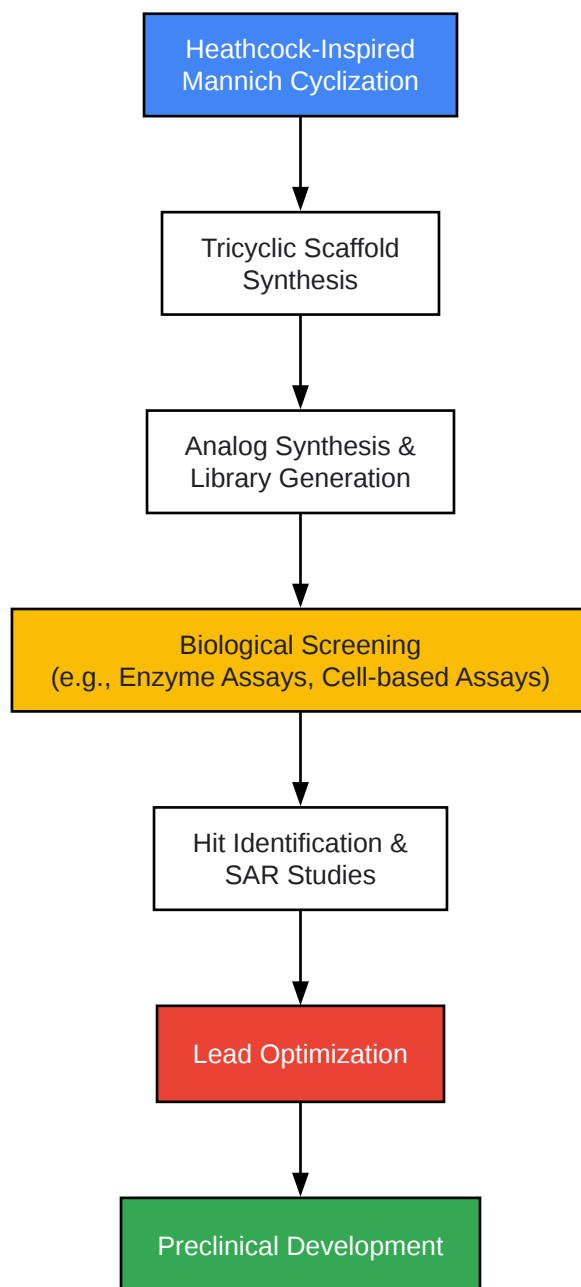 Heathcock-Inspired
Mannich Cyclization
Tricyclic Scaffold
Synthesis
Analog Synthesis &
Library Generation
Biological Screening
(e.g., Enzyme Assays, Cell-based Assays)
Hit Identification &
SAR Studies
Lead Optimization
Preclinical Development